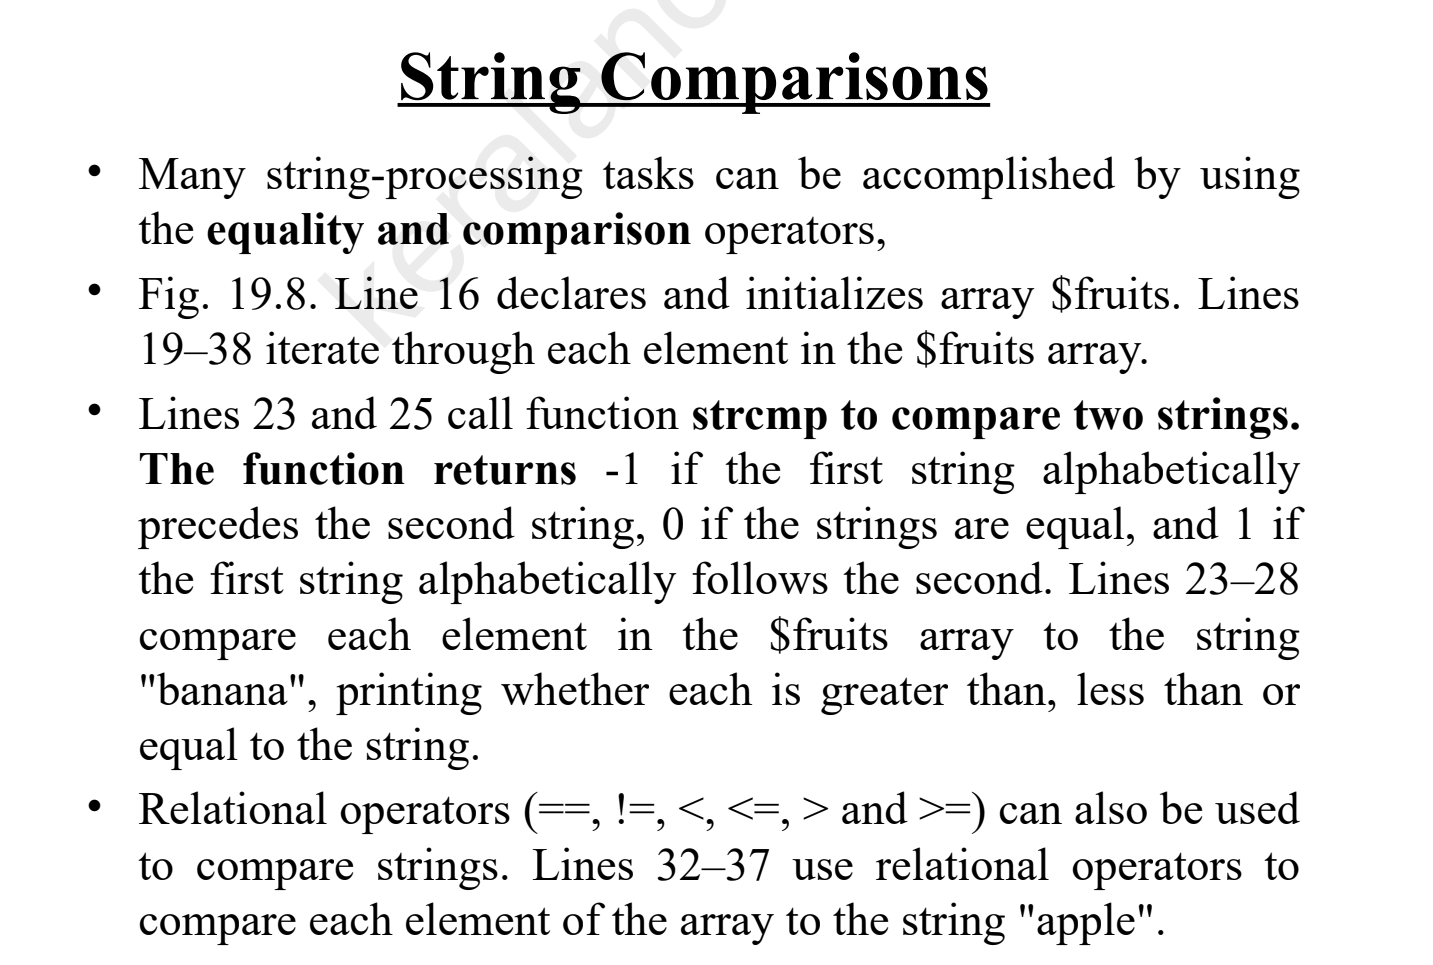 String Comparisons
• Many string-processing tasks can be accomplished by using
the equality and comparison operators,
• Fig. 19.8. Line 16 declares and initializes array $fruits. Lines
19–38 iterate through each element in the $fruits array.
• Lines 23 and 25 call function strcmp to compare two strings.
The function returns -1 if the first string alphabetically
precedes the second string, 0 if the strings are equal, and 1 if
the first string alphabetically follows the second. Lines 23–28
compare each element in the $fruits array to the string
"banana", printing whether each is greater than, less than or
equal to the string.
• Relational operators (==, !=, <, <=, > and >=) can also be used
to compare strings. Lines 32–37 use relational operators to
compare each element of the array to the string "apple".